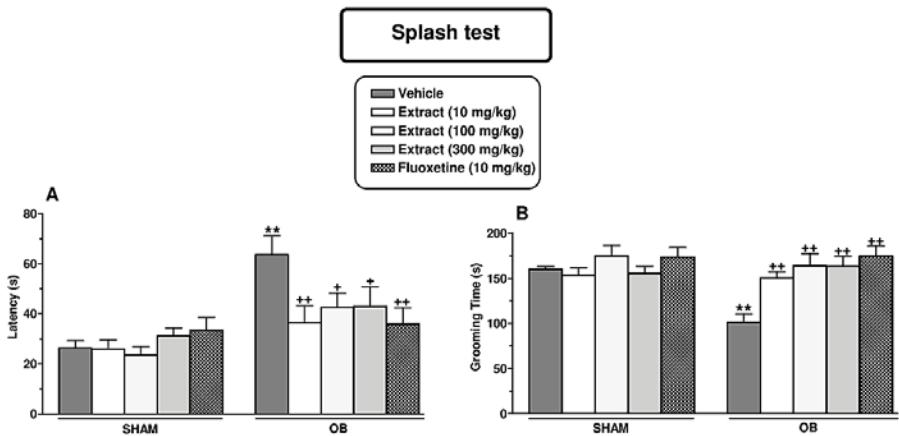 Splash test
Vehicle
Extract (10 mg/kg)
Extract (100 mg/kg)
Extract (300 mg/kg)
Fluoxetine (10 mg/kg)
A
80
60
40
20
0
Latency (s)
**
++
+
+
++
SHAM
OB
B
200
150
100
50
0
Grooming Time (s)
**
++
++
++
++
SHAM
OB